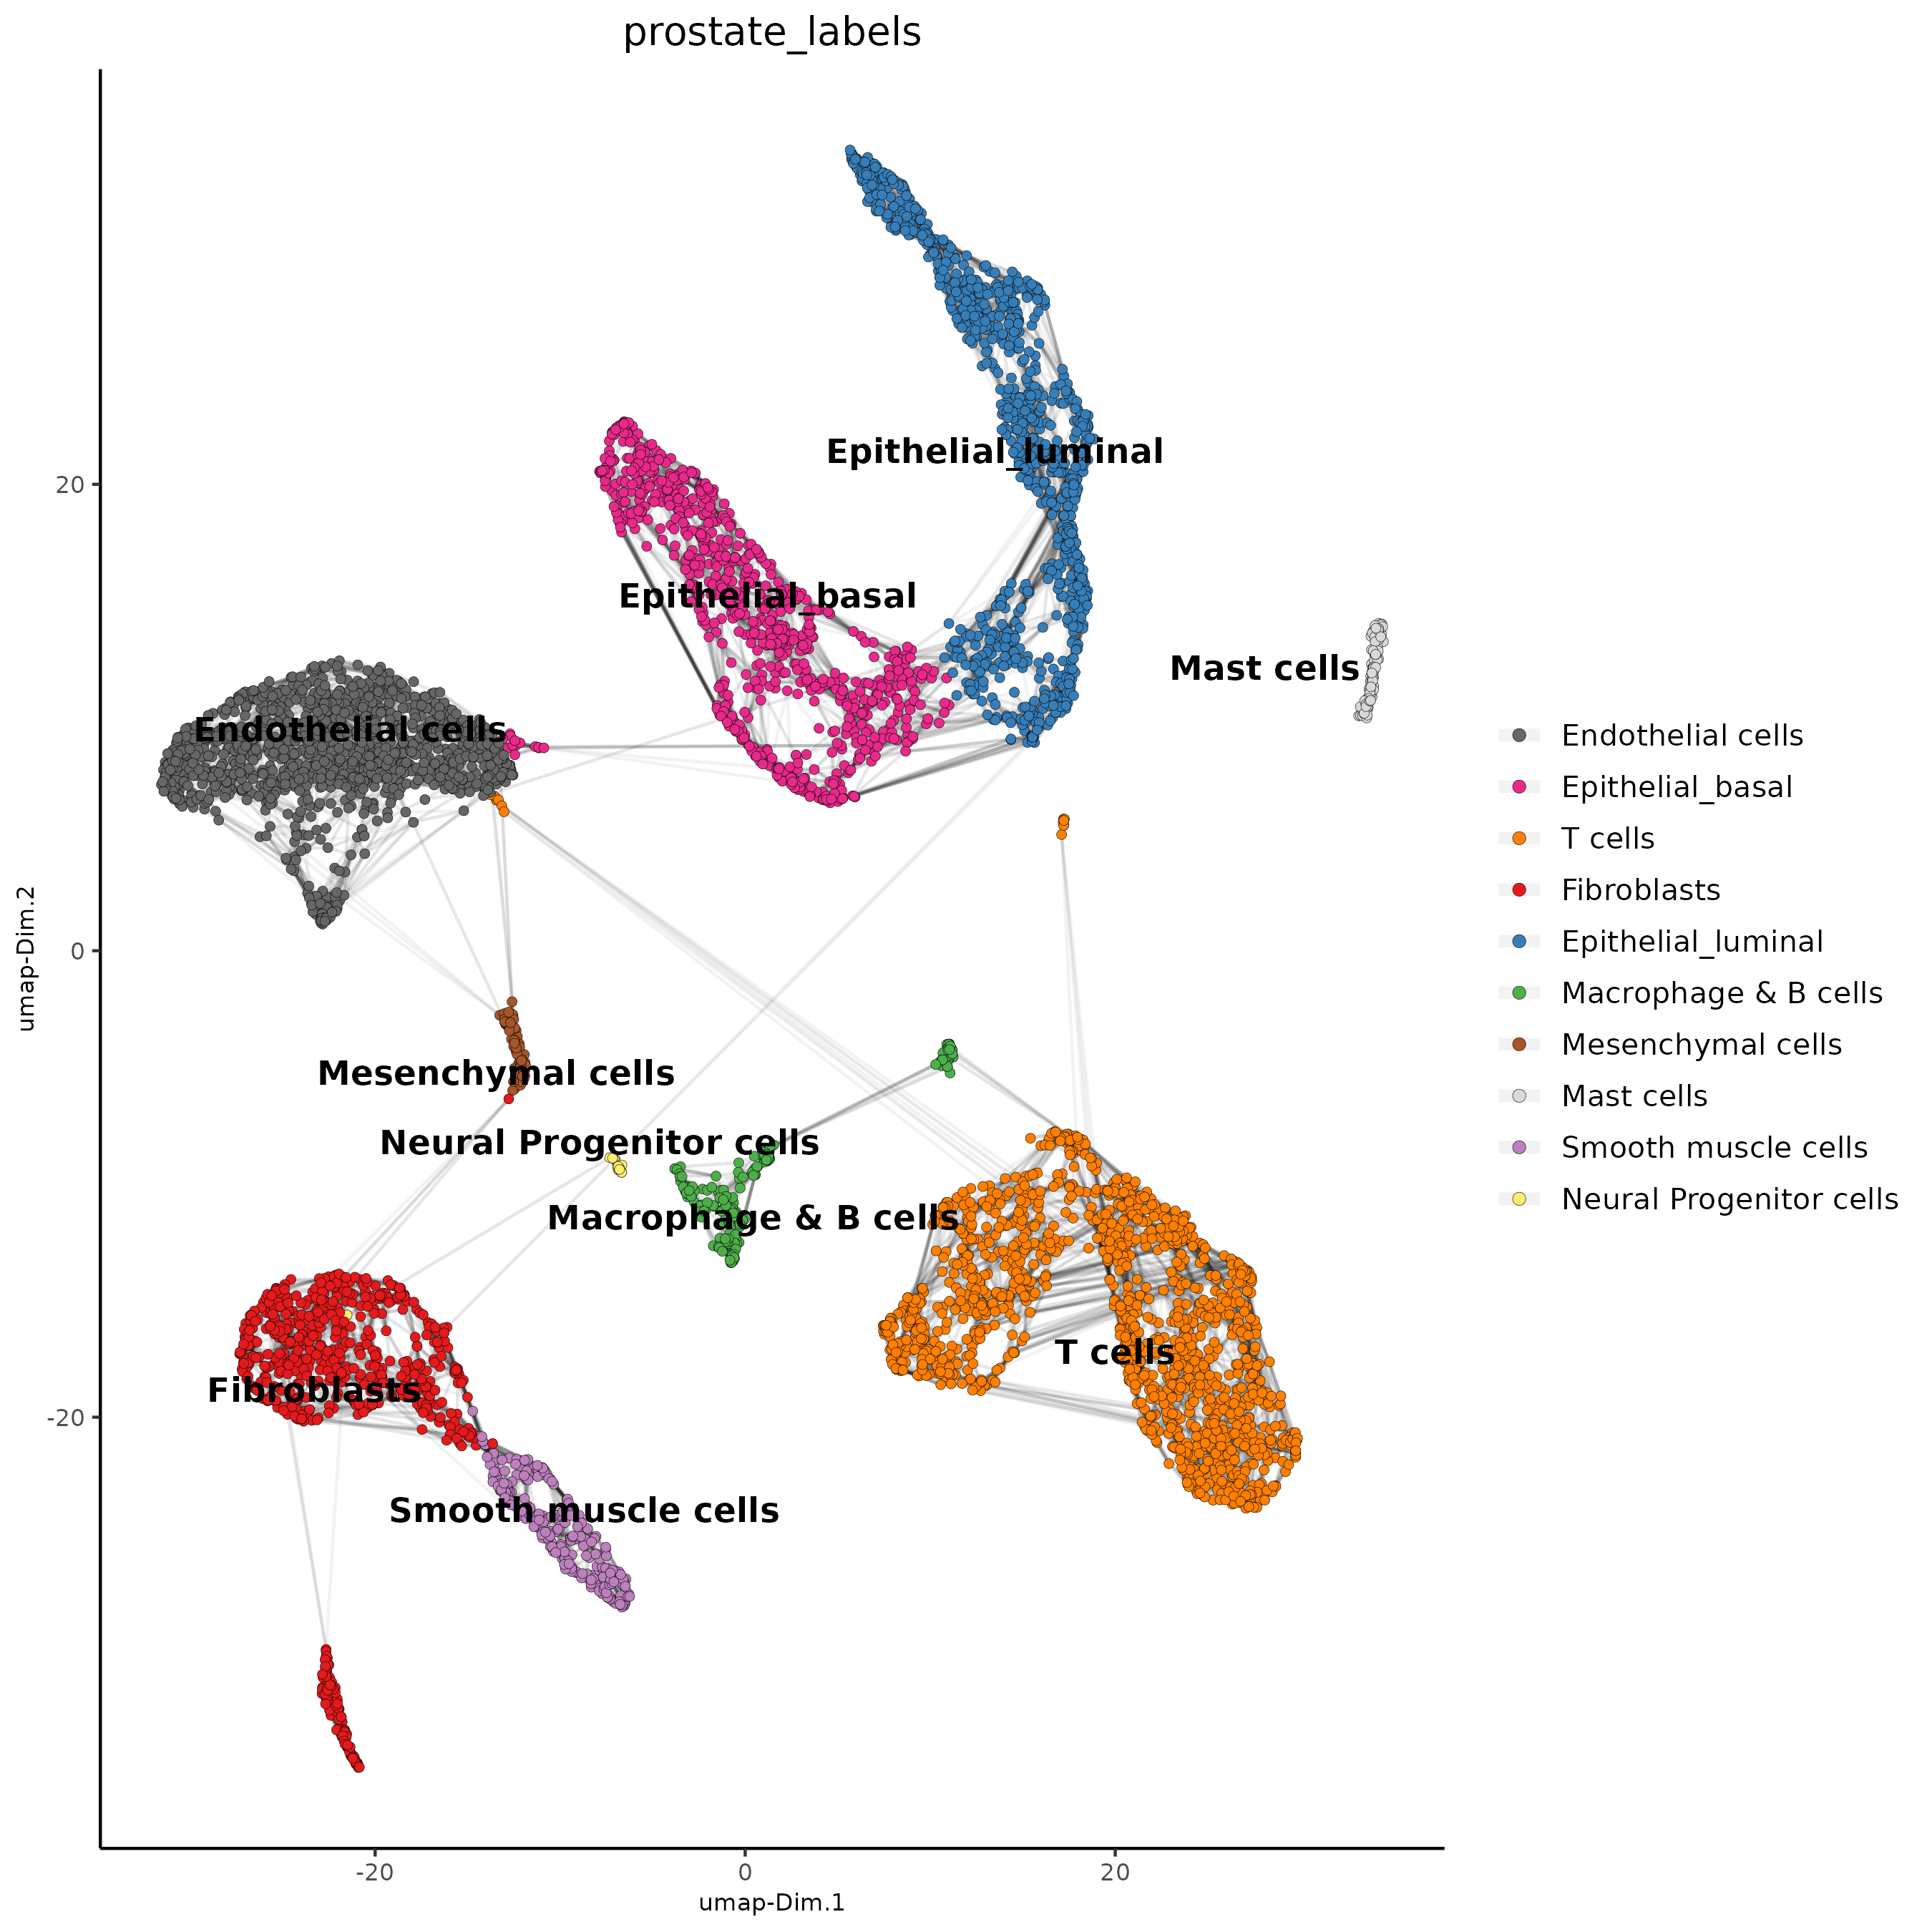 prostate_labels
Epithelial_luminal
Epithelial_basal
Mast cells
Endothelial cells
Mesenchymal cells
Neural Progenitor cells
Macrophage & B cells
T cells
Fibroblasts
Smooth muscle cells
20
0
-20
umap-Dim.2
-20
0
20
umap-Dim.1
Endothelial cells
Epithelial_basal
T cells
Fibroblasts
Epithelial_luminal
Macrophage & B cells
Mesenchymal cells
Mast cells
Smooth muscle cells
Neural Progenitor cells